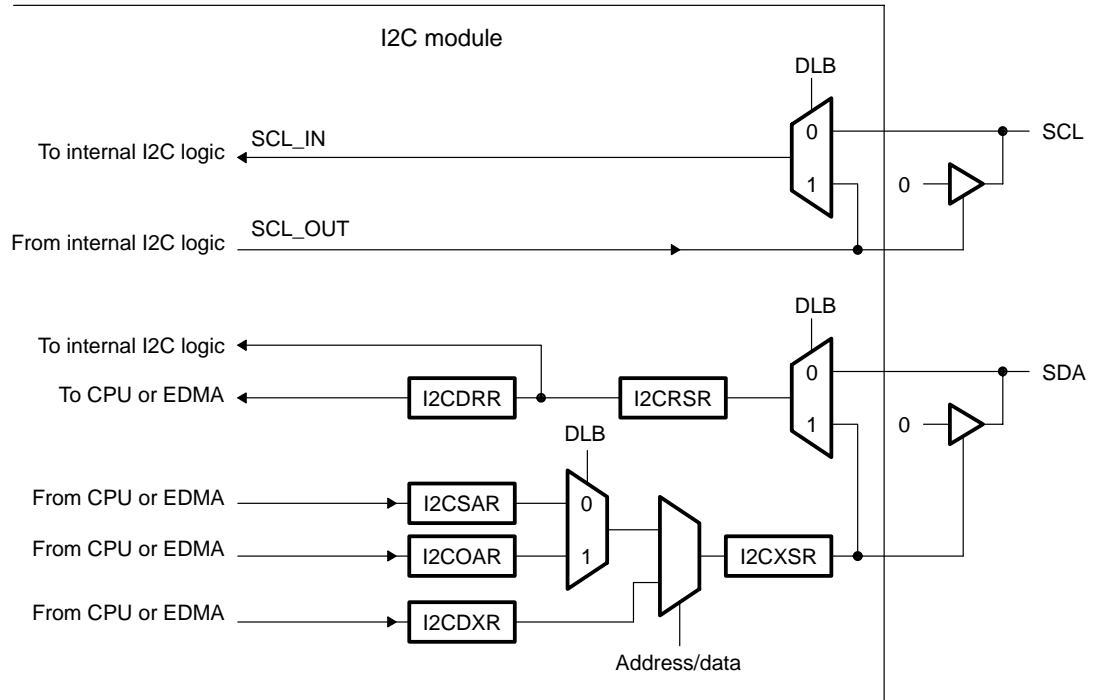 I2C module
DLB
0
SCL_IN
SCL
To internal I2C logic
1
0
SCL_OUT
From internal I2C logic
DLB
To internal I2C logic
0
SDA
To CPU or EDMA
I2CDRR
I2CRSR
1
0
DLB
From CPU or EDMA
I2CSAR
0
From CPU or EDMA
I2COAR
1
I2CXSR
From CPU or EDMA
I2CDXR
Address/data